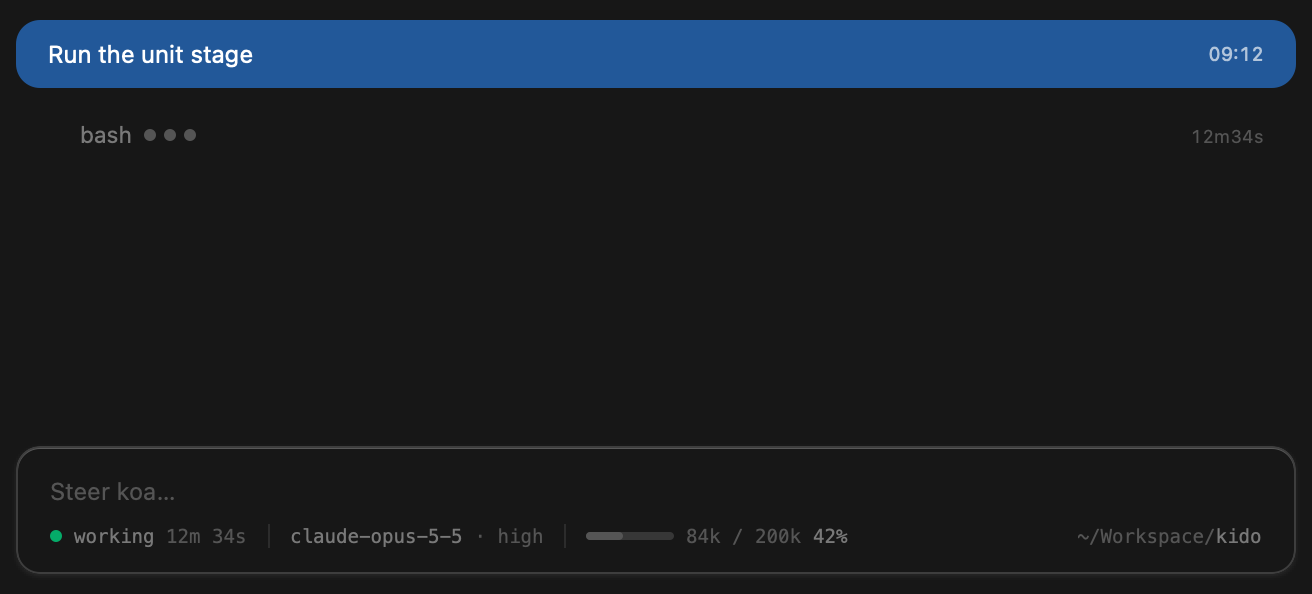 Run the unit stage 09:12
bash 12m34s
Steer koa...
working 12m 34s claude-opus-5-5 · high 84k / 200k 42% ~/Workspace/kido